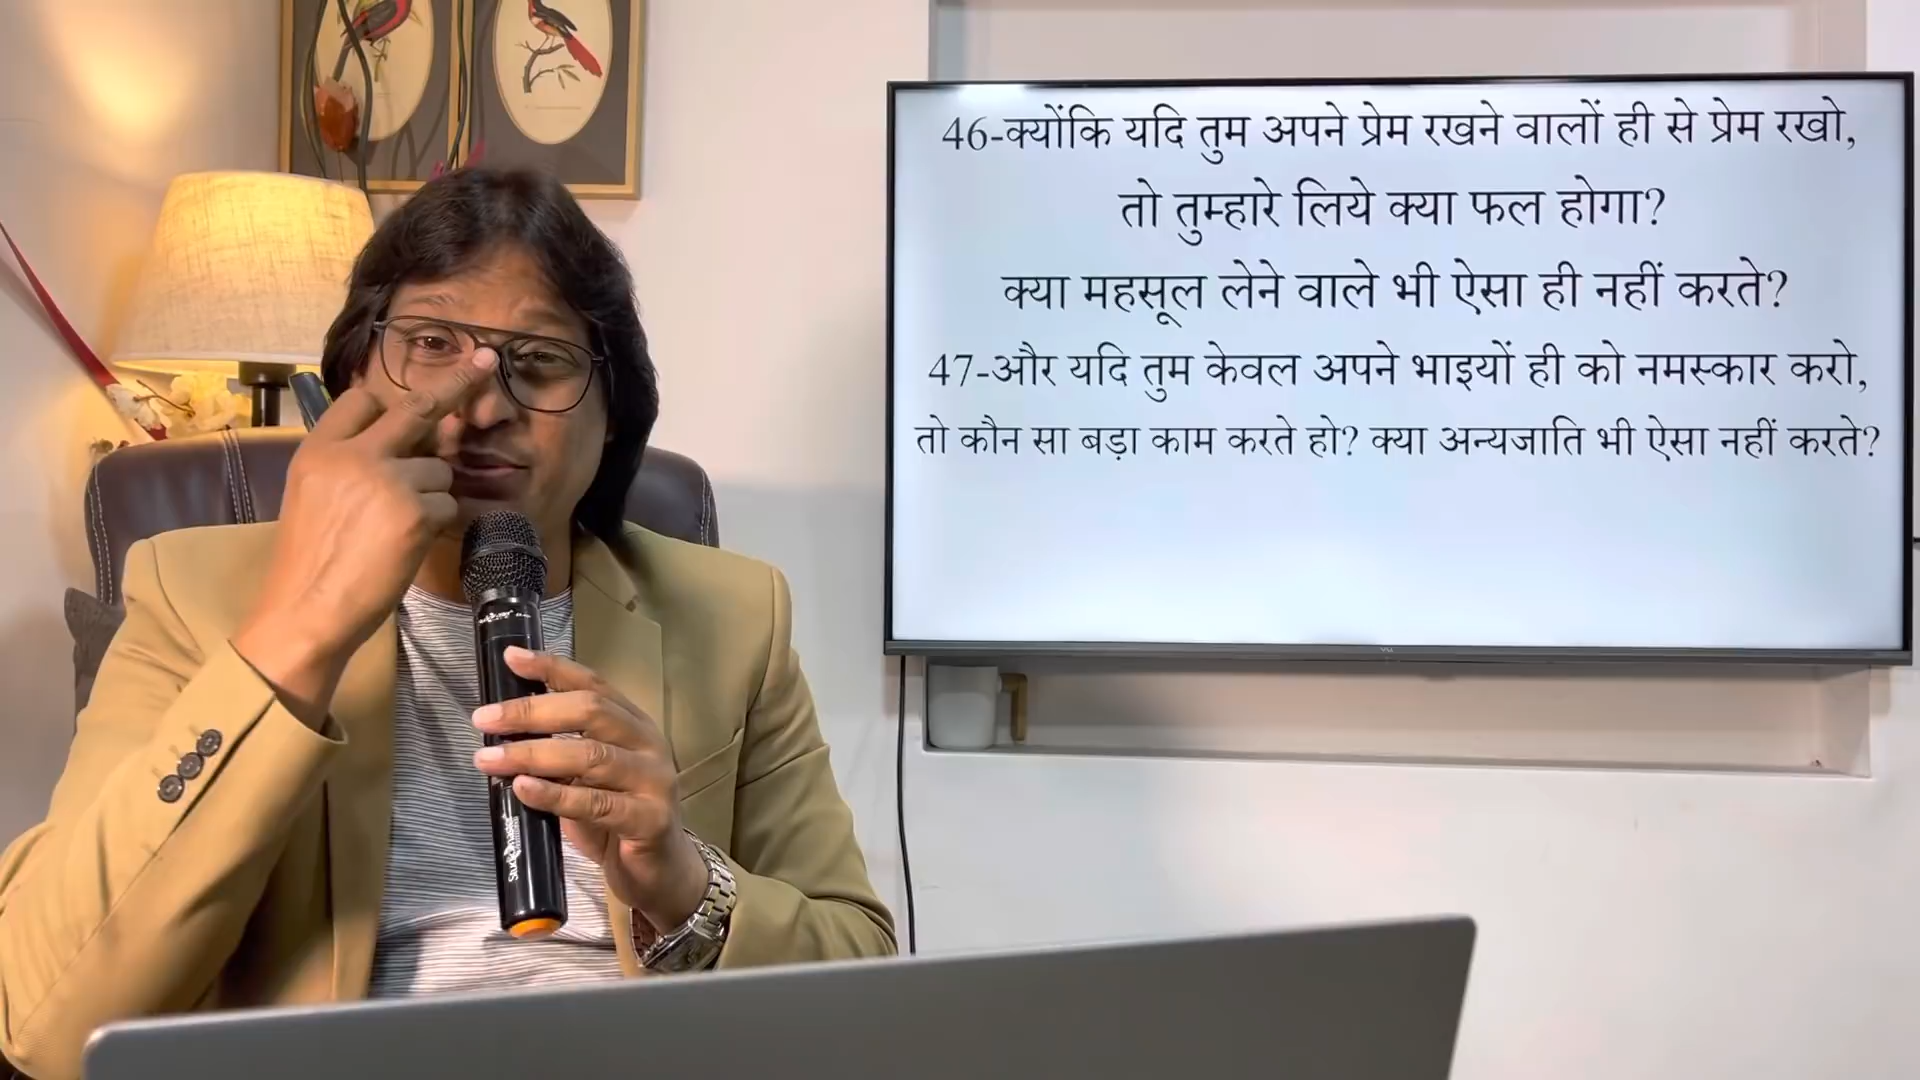 46-क्योंकि यदि तुम अपने प्रेम रखने वालों ही से प्रेम रखो,
तो तुम्हारे लिये क्या फल होगा?
क्या महसूल लेने वाले भी ऐसा ही नहीं करते?
47-और यदि तुम केवल अपने भाइयों ही को नमस्कार करो,
तो कौन सा बड़ा काम करते हो? क्या अन्यजाति भी ऐसा नहीं करते?
Studiomaster